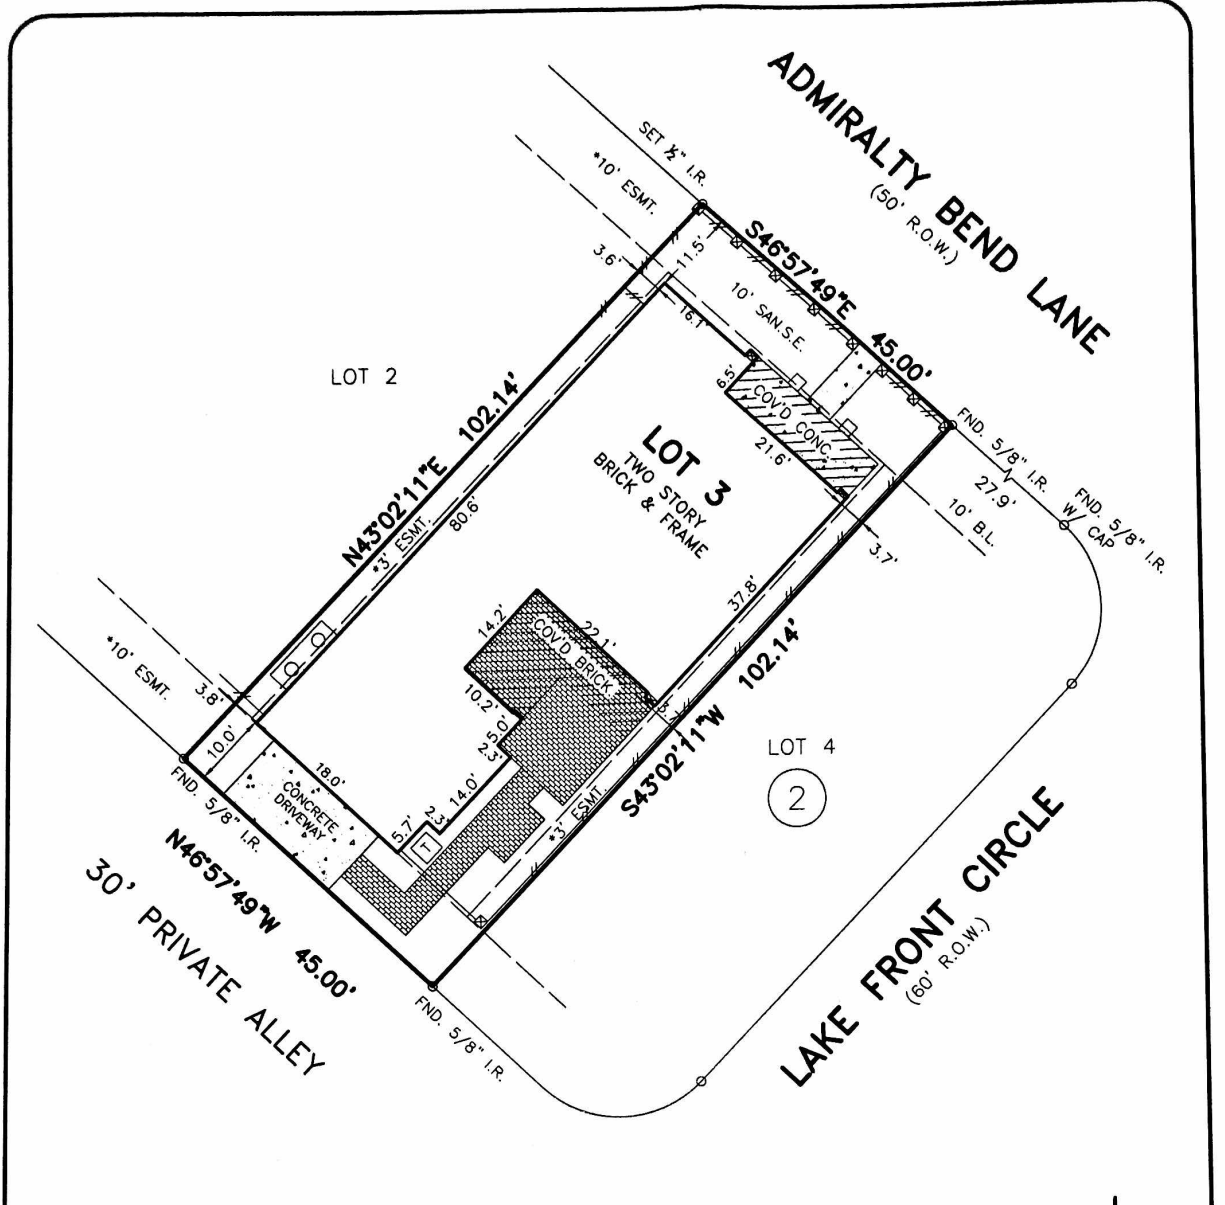 ADMIRALTY BEND LANE
(50' R.O.W.)
SET ½" I.R.
*10' ESMT.
S46°57'49"E 45.00'
3.6'
11.5'
10' SAN.S.E.
16.1'
6.5'
COV'D CONC.
21.6'
FND. 5/8" I.R.
27.9'
FND. 5/8" I.R.
W/ CAP
10' B.L.
3.7'
LOT 2
N43°02'11"E 102.14'
*3' ESMT.
80.6'
LOT 3
TWO STORY
BRICK & FRAME
37.8'
14.2'
22.1'
COV'D BRICK
10.2'
5.0'
2.3'
14.0'
2.3'
5.7'
T
*10' ESMT.
3.8'
10.0'
18.0'
CONCRETE
DRIVEWAY
FND. 5/8" I.R.
N46°57'49"W 45.00'
30' PRIVATE ALLEY
FND. 5/8" I.R.
S43°02'11"W 102.14'
*3' ESMT.
LOT 4
2
LAKE FRONT CIRCLE
(60' R.O.W.)